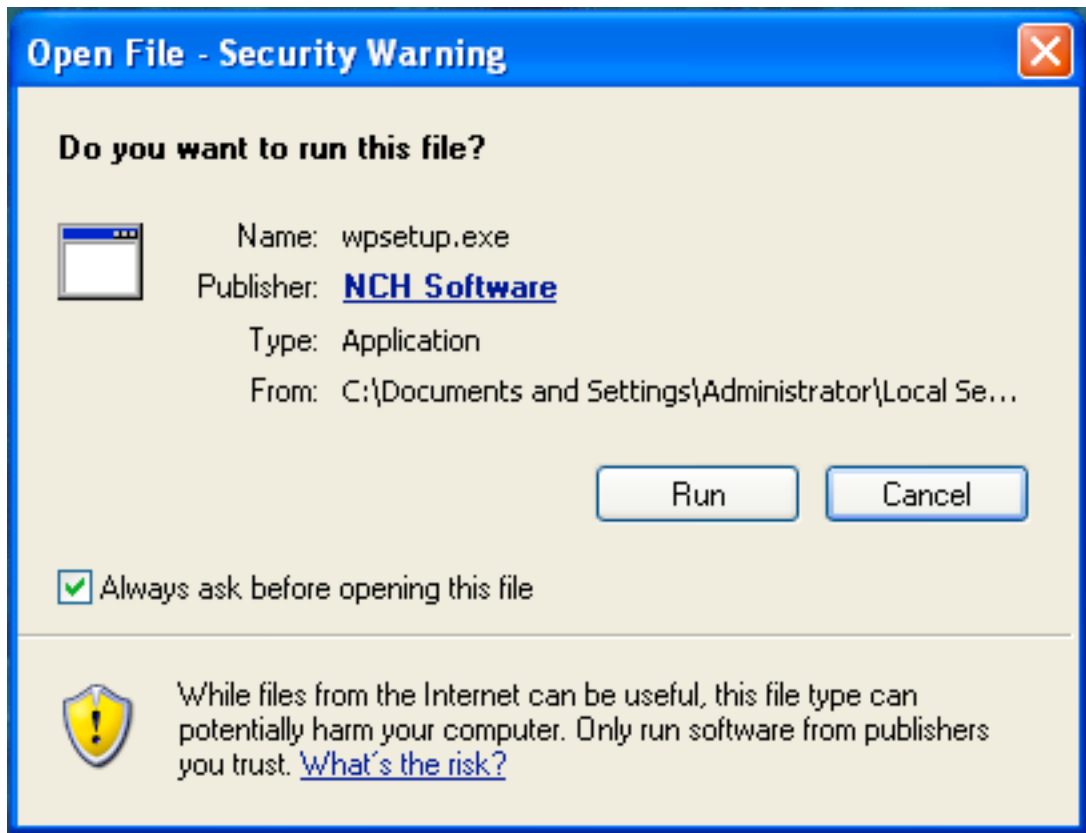 Open File - Security Warning
Do you want to run this file?
Name: wpsetup.exe
Publisher: NCH Software
Type: Application
From: C:\Documents and Settings\Administrator\Local Se...
Run Cancel
Always ask before opening this file
While files from the Internet can be useful, this file type can
potentially harm your computer. Only run software from publishers
you trust. What's the risk?